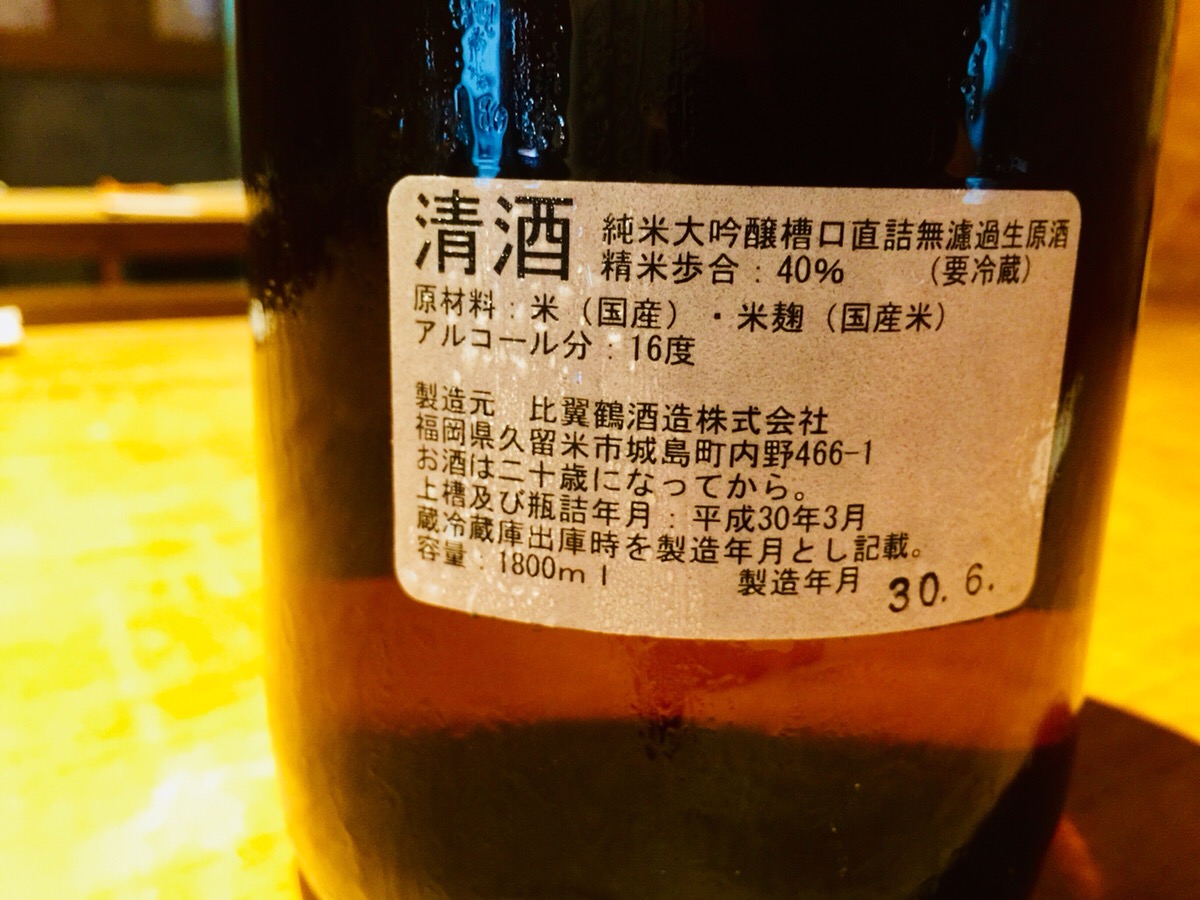 清酒
純米大吟醸槽口直詰無濾過生原酒
精米歩合：40% （要冷蔵）
原材料：米（国産）・米麹（国産米）
アルコール分：16度
製造元 比翼鶴酒造株式会社
福岡県久留米市城島町内野466-1
お酒は二十歳になってから。
上槽及び瓶詰年月：平成30年3月
蔵冷蔵庫出庫時を製造年月とし記載。
容量：1800ml 製造年月 30.6.